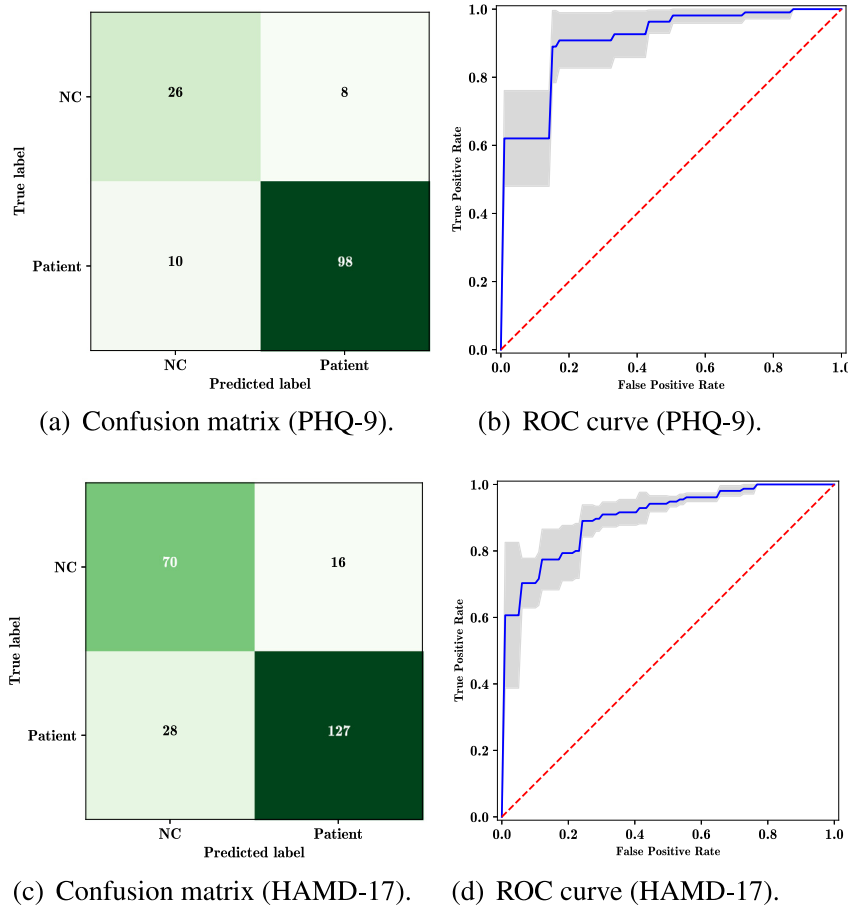 NC
26
8
True label
Patient
10
98
NC
Patient
Predicted label
(a) Confusion matrix (PHQ-9).
1.0
0.8
0.6
0.4
0.2
0.0
True Positive Rate
0.0
0.2
0.4
0.6
0.8
1.0
False Positive Rate
(b) ROC curve (PHQ-9).
NC
70
16
True label
Patient
28
127
NC
Patient
Predicted label
(c) Confusion matrix (HAMD-17).
1.0
0.8
0.6
0.4
0.2
0.0
True Positive Rate
0.0
0.2
0.4
0.6
0.8
1.0
False Positive Rate
(d) ROC curve (HAMD-17).